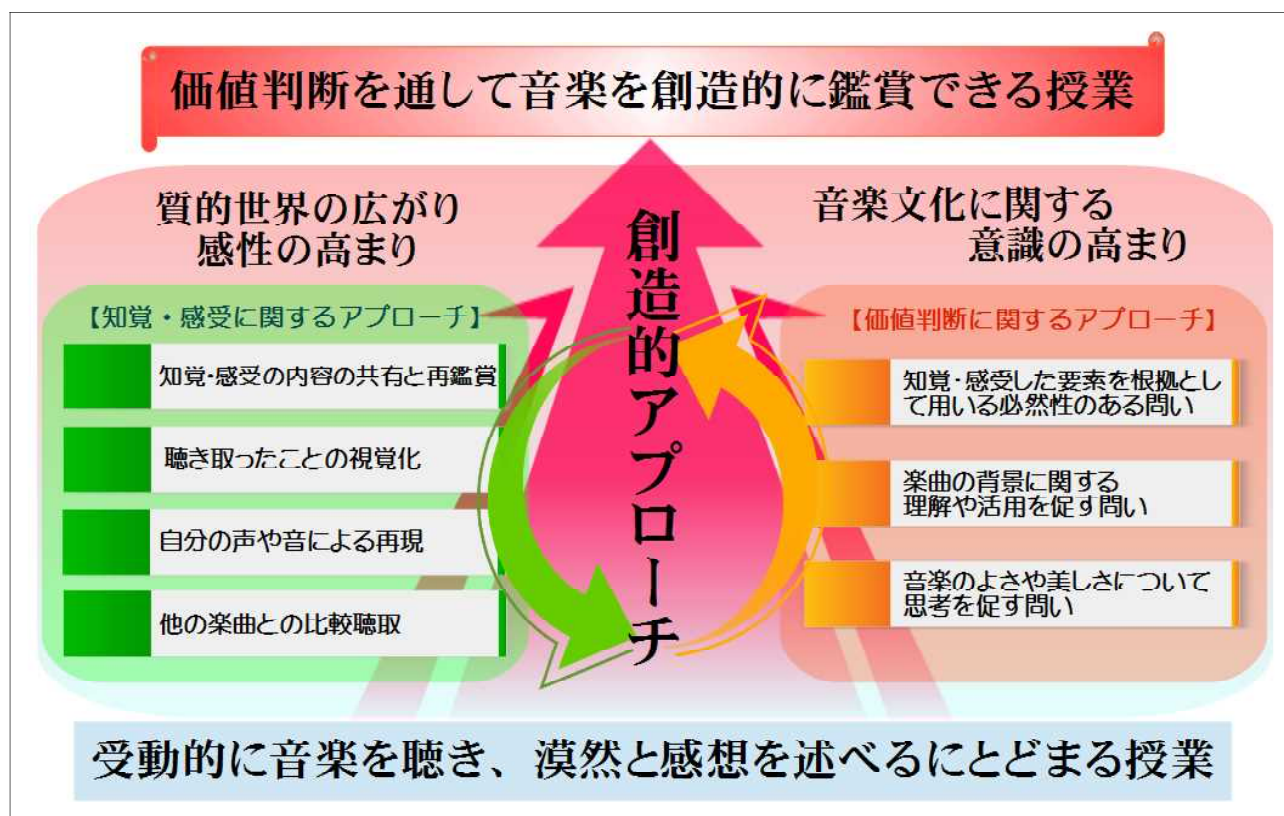 価値判断を通して音楽を創造的に鑑賞できる授業
質的世界の広がり
感性の高まり
音楽文化に関する
意識の高まり
創造的アプローチ
【知覚・感受に関するアプローチ】
知覚・感受の内容の共有と再鑑賞
聴き取ったことの視覚化
自分の声や音による再現
他の楽曲との比較聴取
【価値判断に関するアプローチ】
知覚・感受した要素を根拠とし
て用いる必然性のある問い
楽曲の背景に関する
理解や活用を促す問い
音楽のよさや美しさについて
思考を促す問い
受動的に音楽を聴き、漠然と感想を述べるにとどまる授業